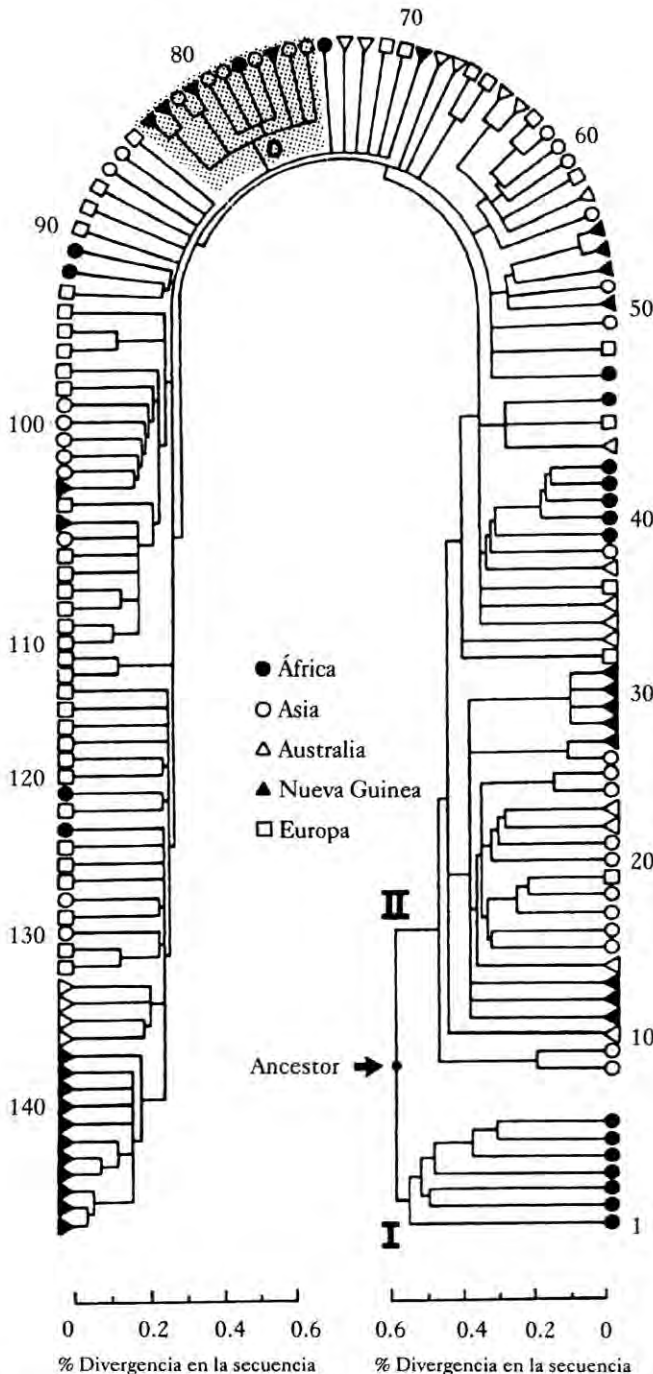 70
80
60
D
90
50
100
40
110
● África
○ Asia
△ Australia
▲ Nueva Guinea
□ Europa
30
120
20
II
130
Ancestor
10
140
I
1
0 0.2 0.4 0.6
0.6 0.4 0.2 0
% Divergencia en la secuencia
% Divergencia en la secuencia